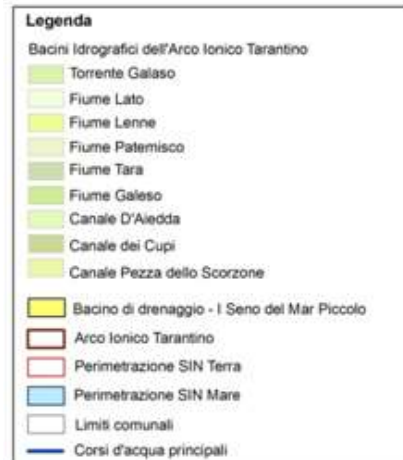 Legenda
Bacini Idrografici dell'Arco Ionico Tarantino
Torrente Galaso
Fiume Lato
Fiume Lenne
Fiume Patemisco
Fiume Tara
Fiume Galeso
Canale D'Aiedda
Canale dei Cupi
Canale Pezza dello Scorzone
Bacino di drenaggio - I Seno del Mar Piccolo
Arco Ionico Tarantino
Perimetrazione SIN Terra
Perimetrazione SIN Mare
Limiti comunali
Corsi d'acqua principali